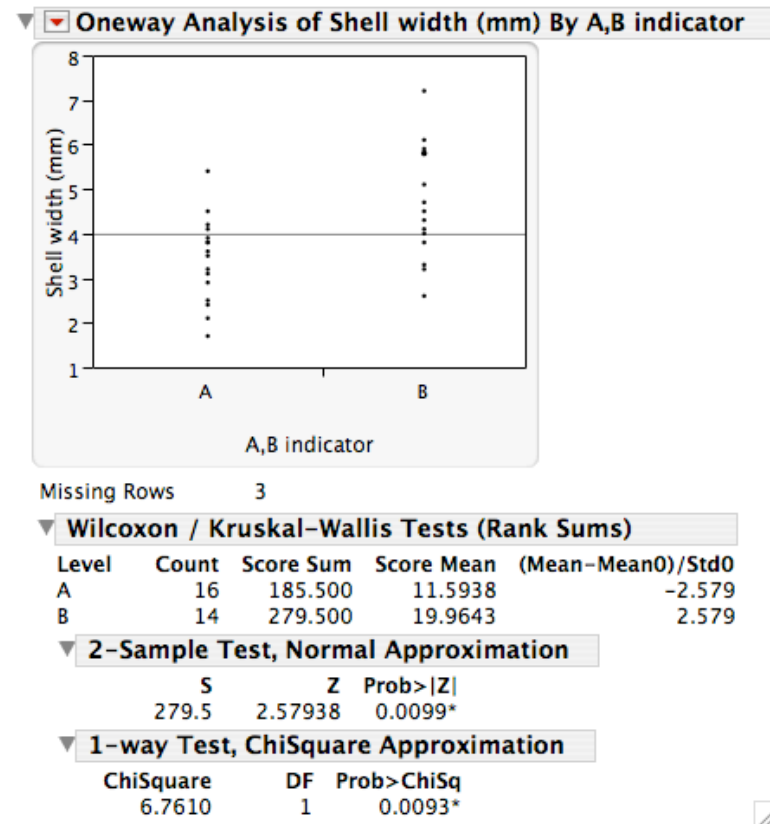 Oneway Analysis of Shell width (mm) By A,B indicator
8
7
6
5
4
3
2
1
Shell width (mm)
A B
A,B indicator
Missing Rows 3
Wilcoxon / Kruskal-Wallis Tests (Rank Sums)
Level Count Score Sum Score Mean (Mean-Mean0)/Std0
A 16 185.500 11.5938 -2.579
B 14 279.500 19.9643 2.579
2-Sample Test, Normal Approximation
S Z Prob>|Z|
279.5 2.57938 0.0099*
1-way Test, ChiSquare Approximation
ChiSquare DF Prob>ChiSq
6.7610 1 0.0093*